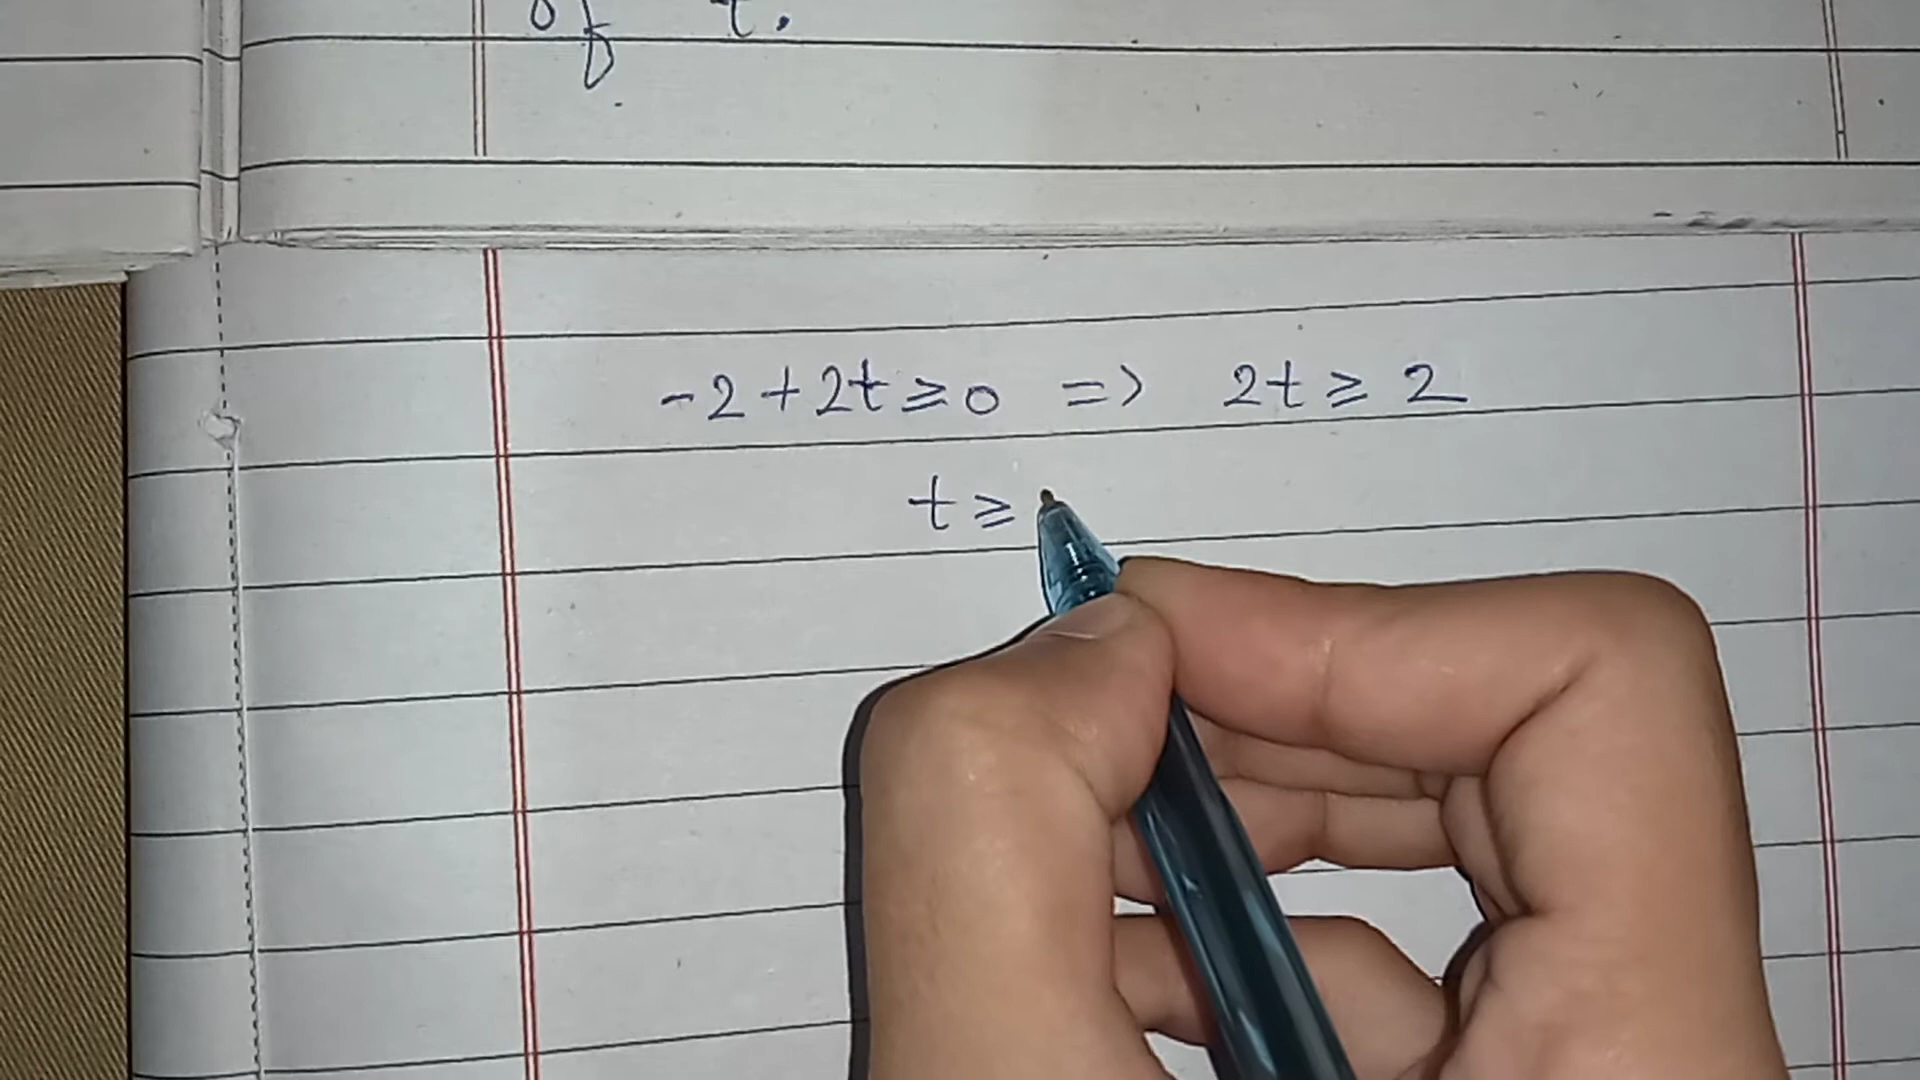 of t.
-2+2t≥0 => 2t≥ 2
t≥